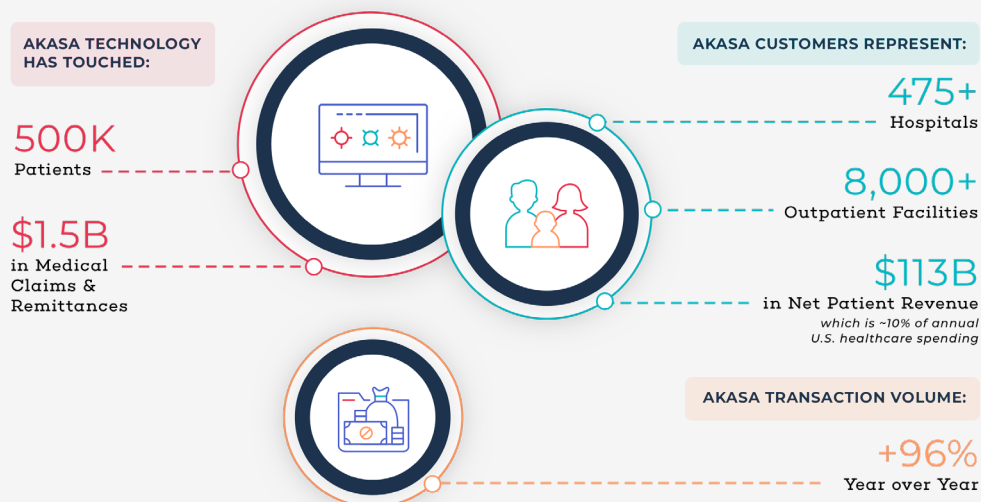 AKASA TECHNOLOGY
HAS TOUCHED:
500K
Patients
$1.5B
in Medical
Claims &
Remittances
AKASA CUSTOMERS REPRESENT:
475+
Hospitals
8,000+
Outpatient Facilities
$113B
in Net Patient Revenue
which is ~10% of annual
U.S. healthcare spending
AKASA TRANSACTION VOLUME:
+96%
Year over Year